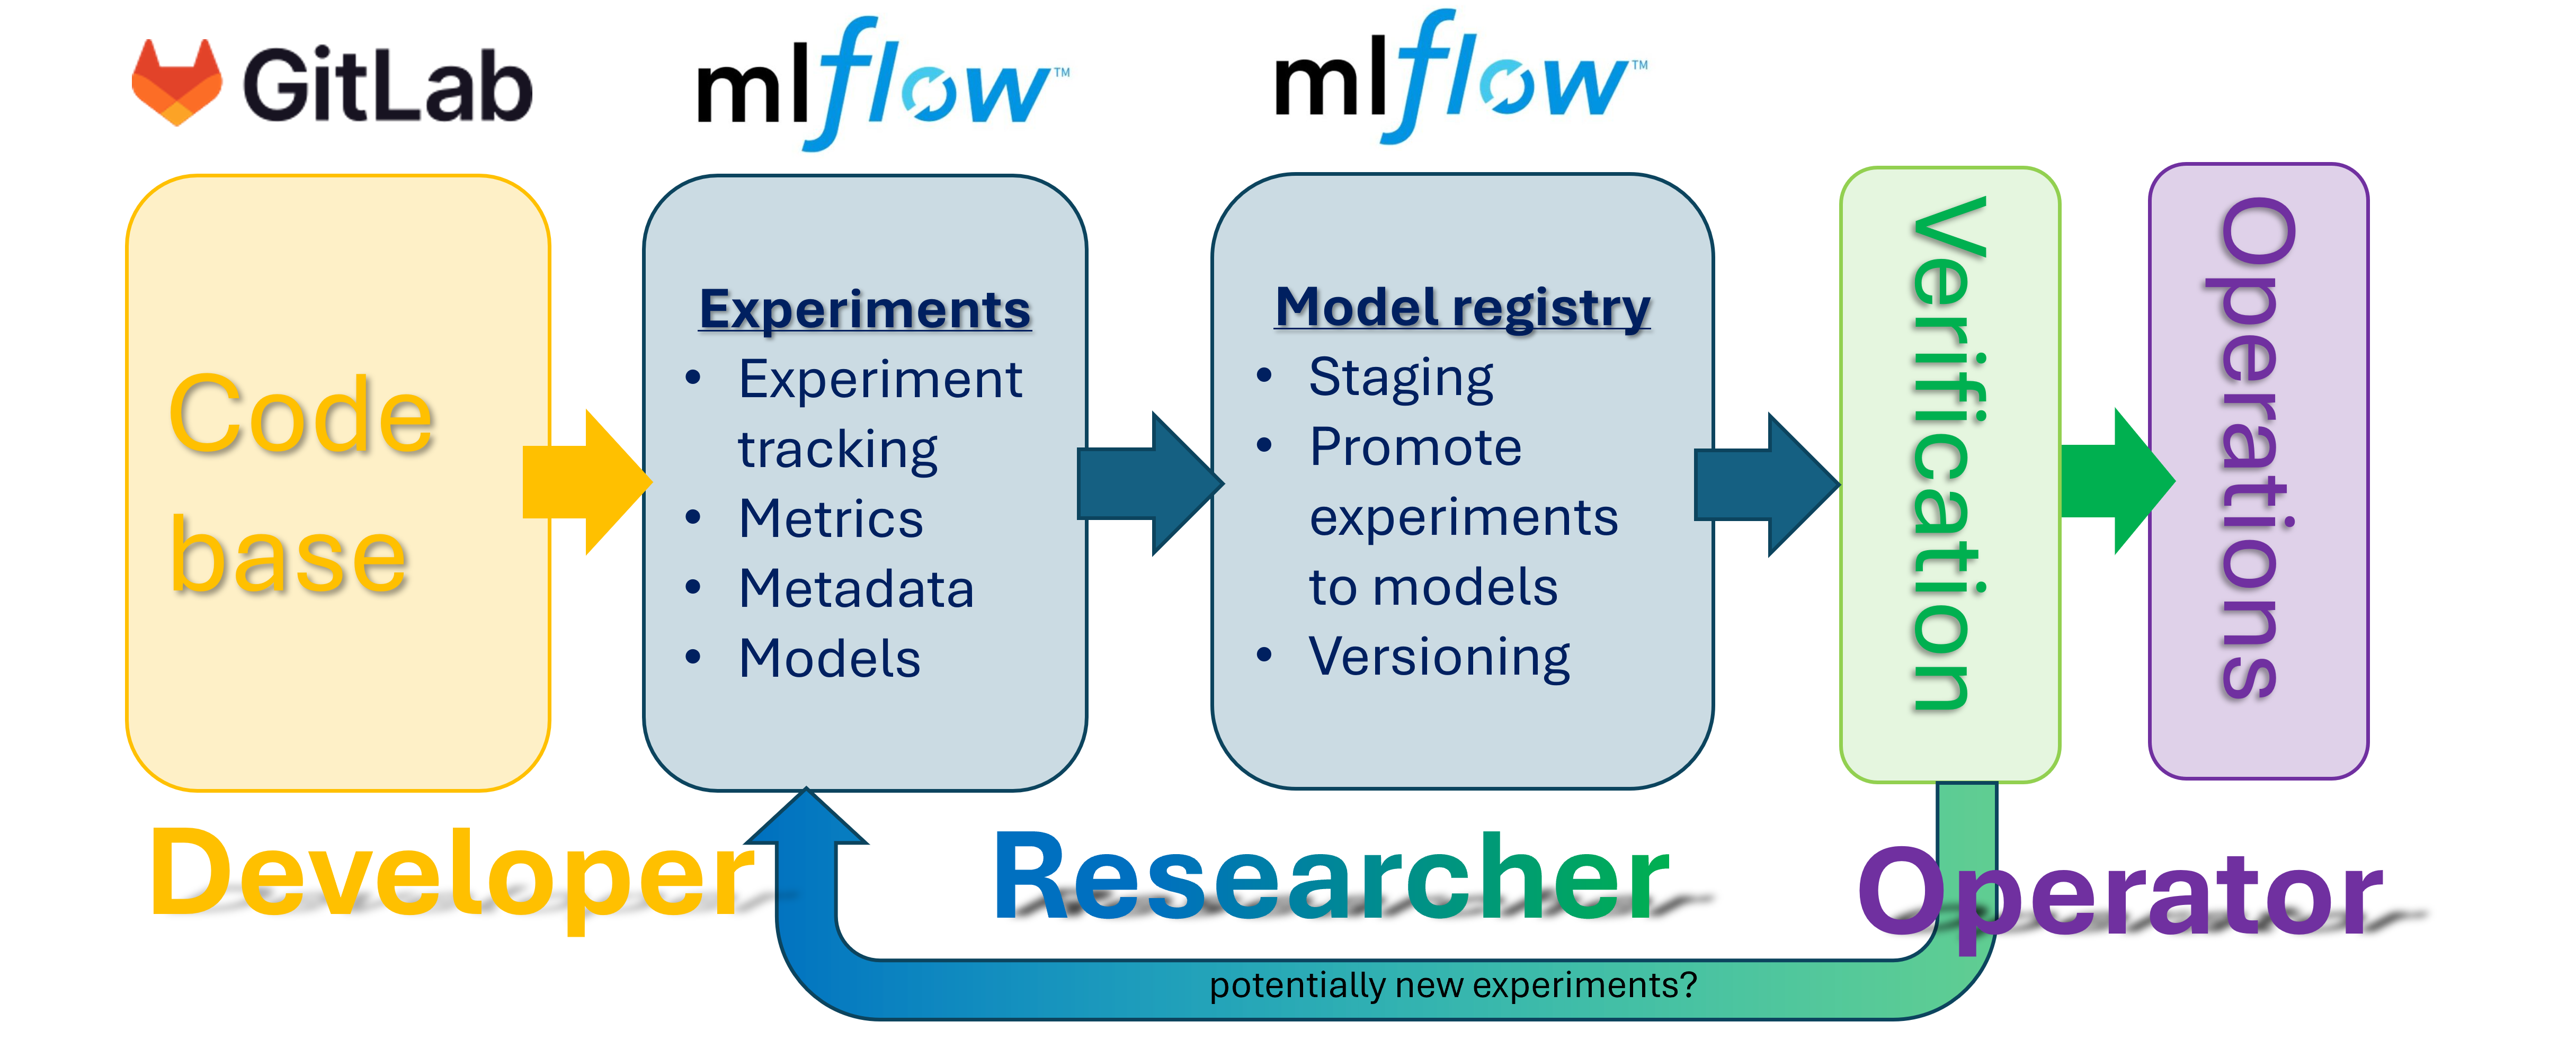 GitLab
mlflow™
mlflow™
Code
base
Experiments
• Experiment
tracking
• Metrics
• Metadata
• Models
Model registry
• Staging
• Promote
experiments
to models
• Versioning
Verification
Operations
Developer
Researcher
Operator
potentially new experiments?